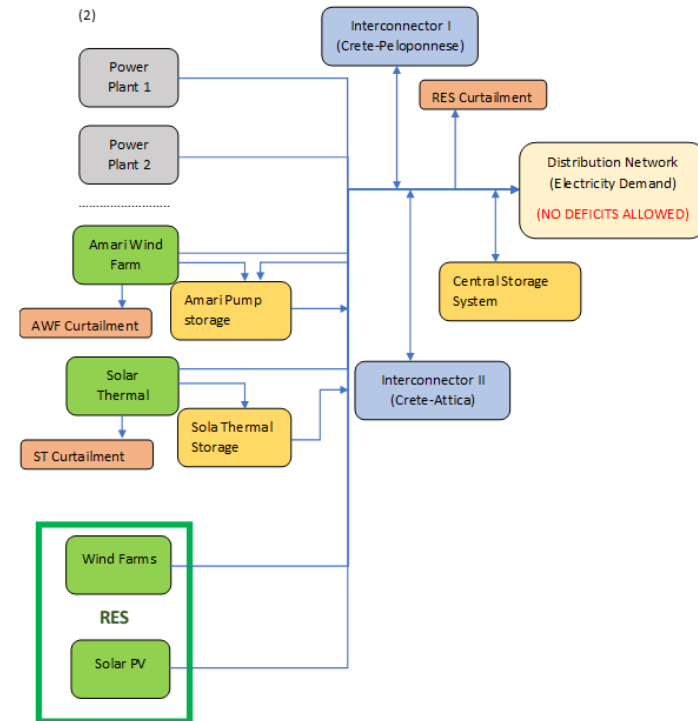 (2)
Interconnector I
(Crete-Peloponnese)
Power
Plant 1
RES Curtailment
Power
Plant 2
Distribution Network
(Electricity Demand)
(NO DEFICITS ALLOWED)
Amari Wind
Farm
Amari Pump
storage
Central Storage
System
AWF Curtailment
Solar
Thermal
Interconnector II
(Crete-Attica)
Sola Thermal
Storage
ST Curtailment
Wind Farms
RES
Solar PV